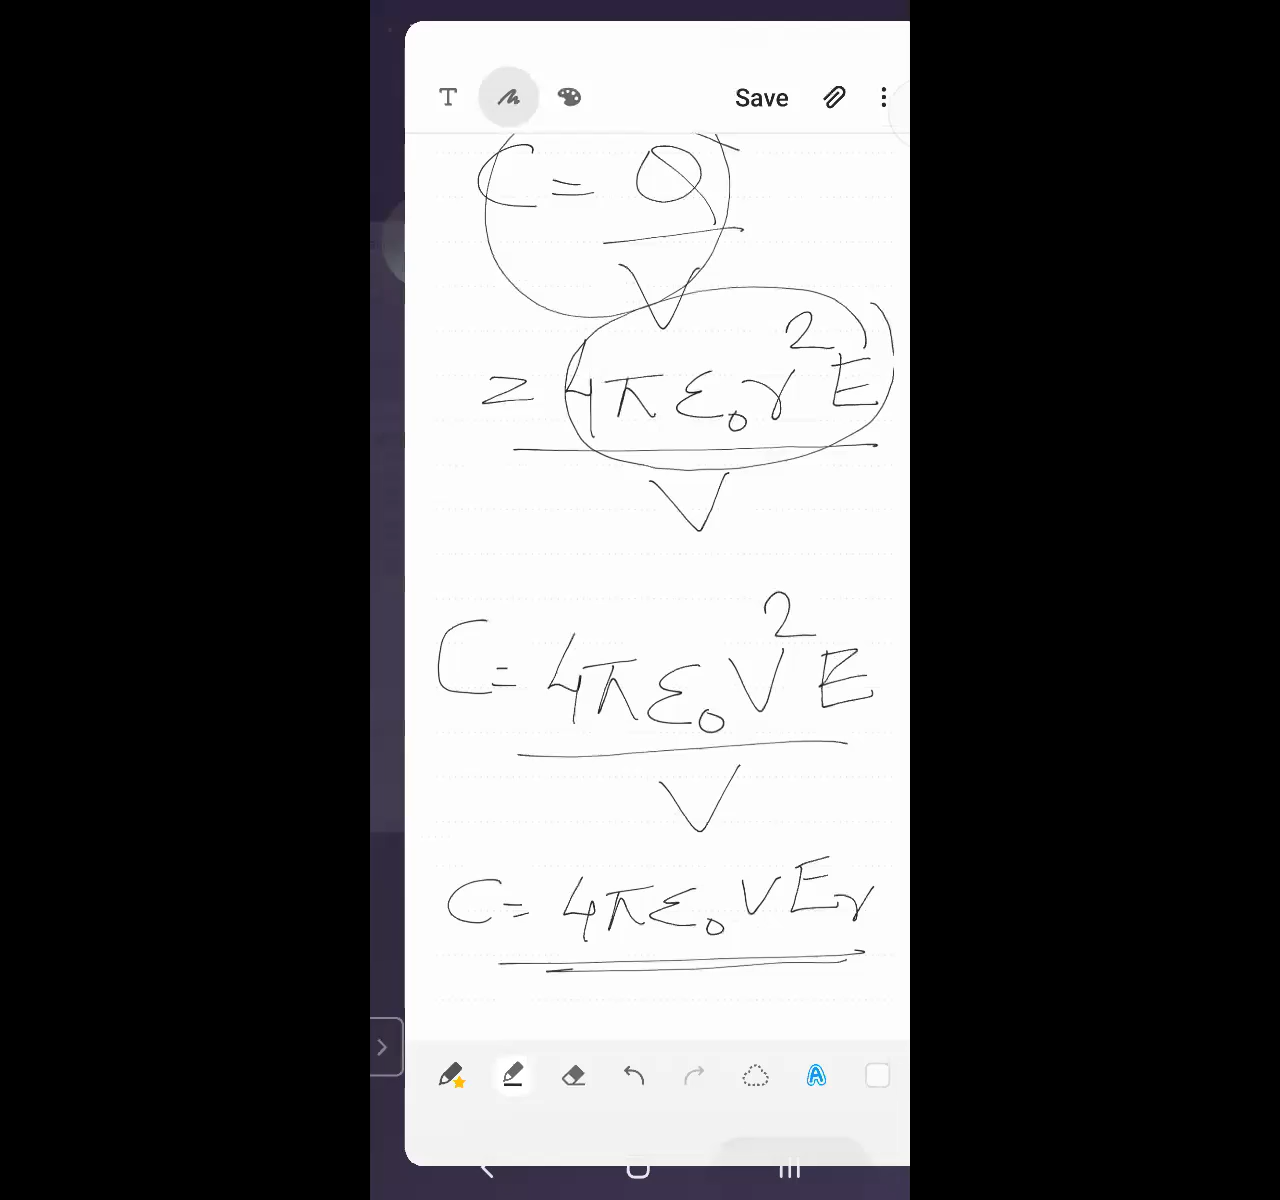 T Save
C = Q
V
= 4πε₀r²E
V
C = 4πε₀V²E
V
C = 4πε₀VEr
A